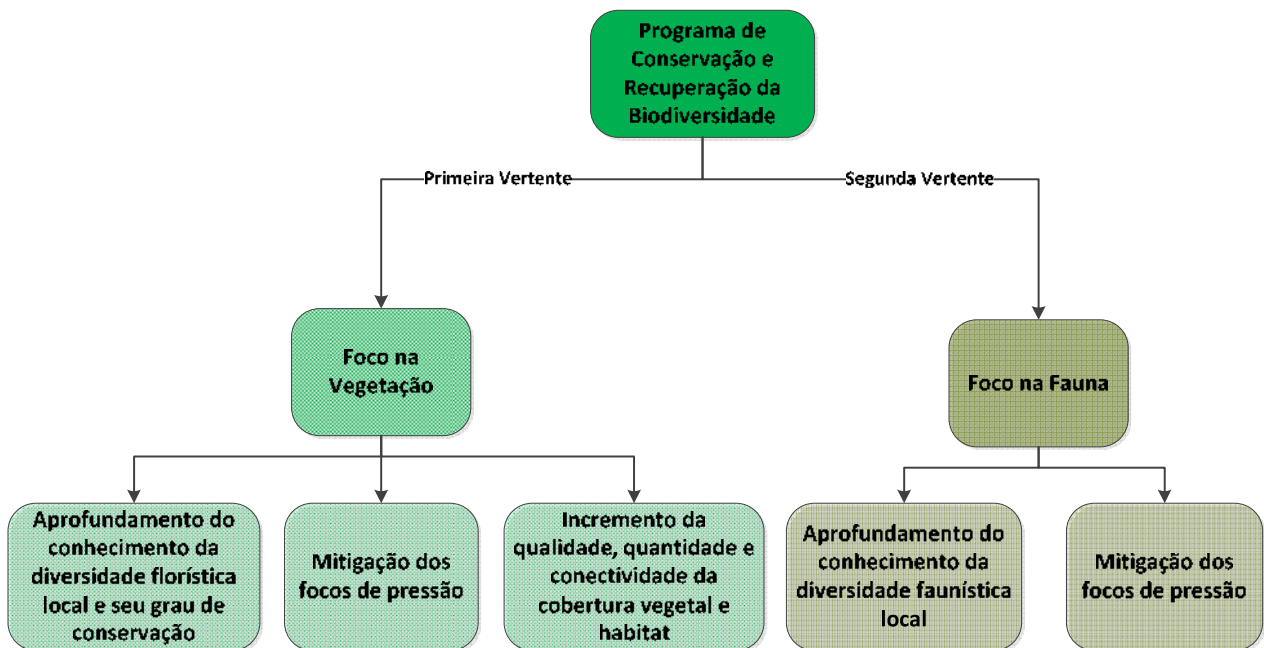 Programa de
Conservação e
Recuperação da
Biodiversidade
Primeira Vertente
Segunda Vertente
Foco na
Vegetação
Foco na Fauna
Aprofundamento do
conhecimento da
diversidade florística
local e seu grau de
conservação
Mitigação dos
focos de pressão
Incremento da
qualidade, quantidade e
conectividade da
cobertura vegetal e
habitat
Aprofundamento do
conhecimento da
diversidade faunística
local
Mitigação dos
focos de pressão